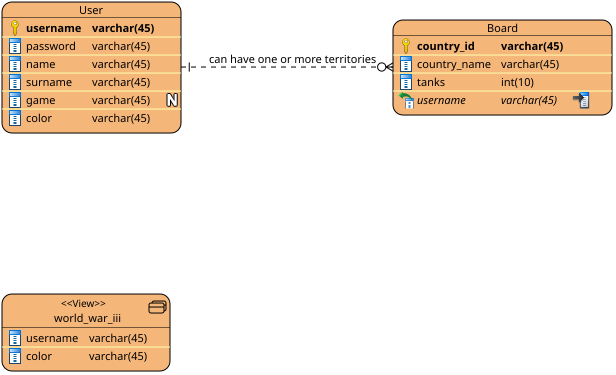 User
username varchar(45)
password varchar(45)
name varchar(45)
surname varchar(45)
game varchar(45) N
color varchar(45)
can have one or more territories
Board
country_id varchar(45)
country_name varchar(45)
tanks int(10)
username varchar(45)
<<View>>
world_war_iii
username varchar(45)
color varchar(45)